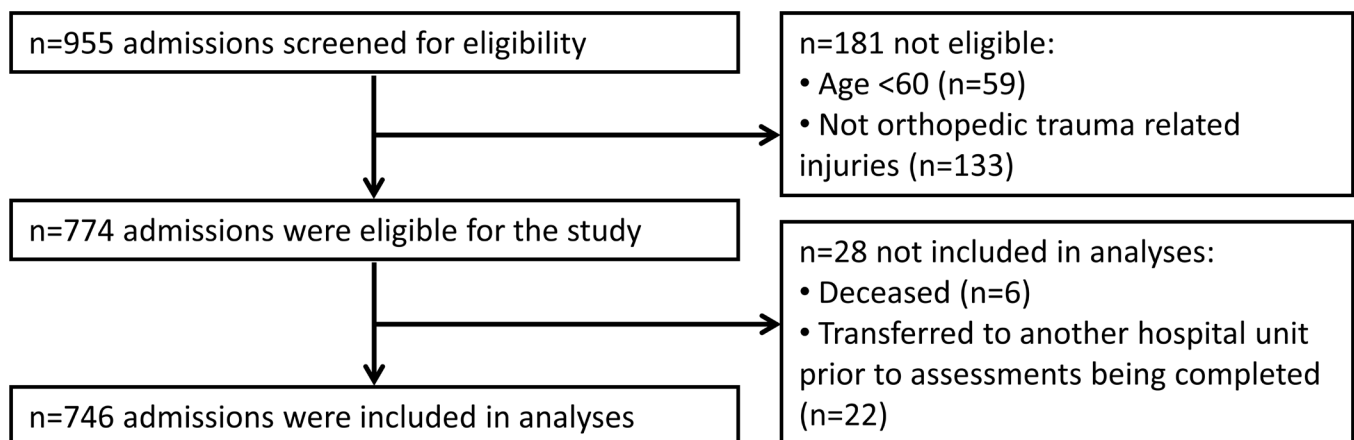 n=955 admissions screened for eligibility
n=181 not eligible:
• Age <60 (n=59)
• Not orthopedic trauma related
injuries (n=133)
n=774 admissions were eligible for the study
n=28 not included in analyses:
• Deceased (n=6)
• Transferred to another hospital unit
prior to assessments being completed
(n=22)
n=746 admissions were included in analyses